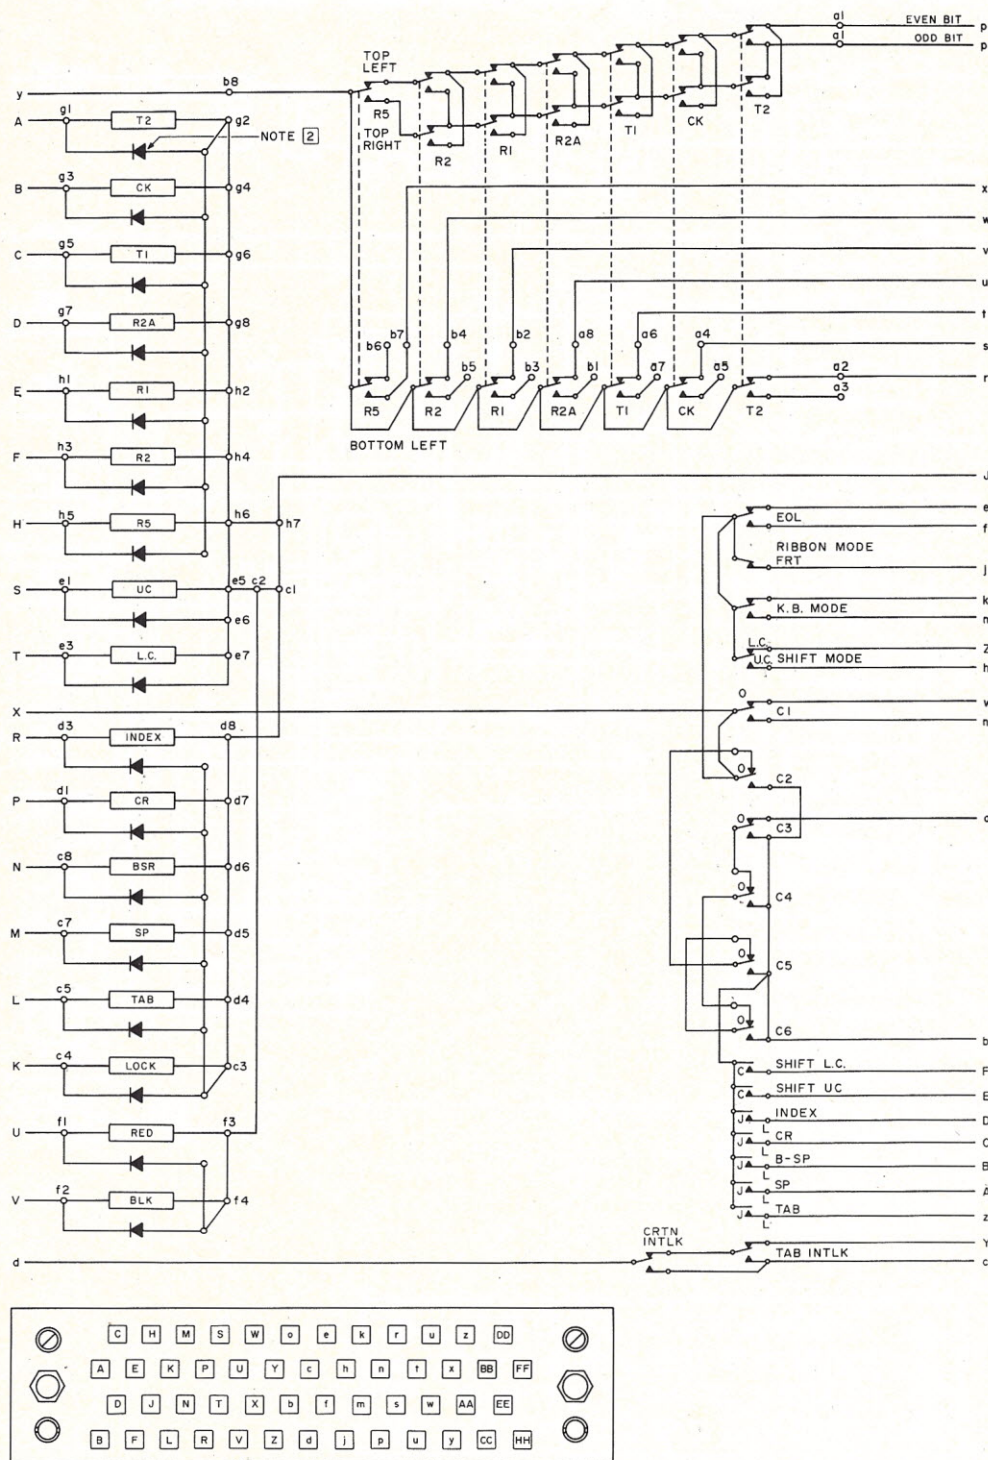 a1 EVEN BIT p
a1 ODD BIT p
TOP LEFT
y b8 R5
TOP RIGHT
R2 R1 R2A T1 CK T2
A g1 T2 g2
NOTE 2
B g3 CK g4
x
w
C g5 T1 g6
v
u
D g7 R2A g8
t
b6 b7 b4 b2 a8 a6 a4 s
b5 b3 b1 a7 a5 a2 r
a3
E h1 R1 h2
R5 R2 R1 R2A T1 CK T2
BOTTOM LEFT
F h3 R2 h4
J
H h5 R5 h6 h7
EOL e
f
RIBBON MODE
FRT j
S e1 UC e5 c2 c1
e6
K.B. MODE k
T e3 L.C. e7
L.C. Z
U.C. SHIFT MODE h
X O C1
R d3 INDEX d8
P d1 CR d7
O C2
O C3
N c8 BSR d6
O C4
M c7 SP d5
O C5
L c5 TAB d4
O C6 b
K c4 LOCK c3
C SHIFT L.C. F
C SHIFT UC E
U f1 RED f3
J INDEX L D
J CR L C
J B-SP L B
V f2 BLK f4
J SP L A
J TAB L z
CRTN INTLK
Y
d TAB INTLK c
C H M S W o e k r u z DD
A E K P U Y c h n t x BB FF
D J N T X b f m s w AA EE
B F L R V Z d j p u y CC HH